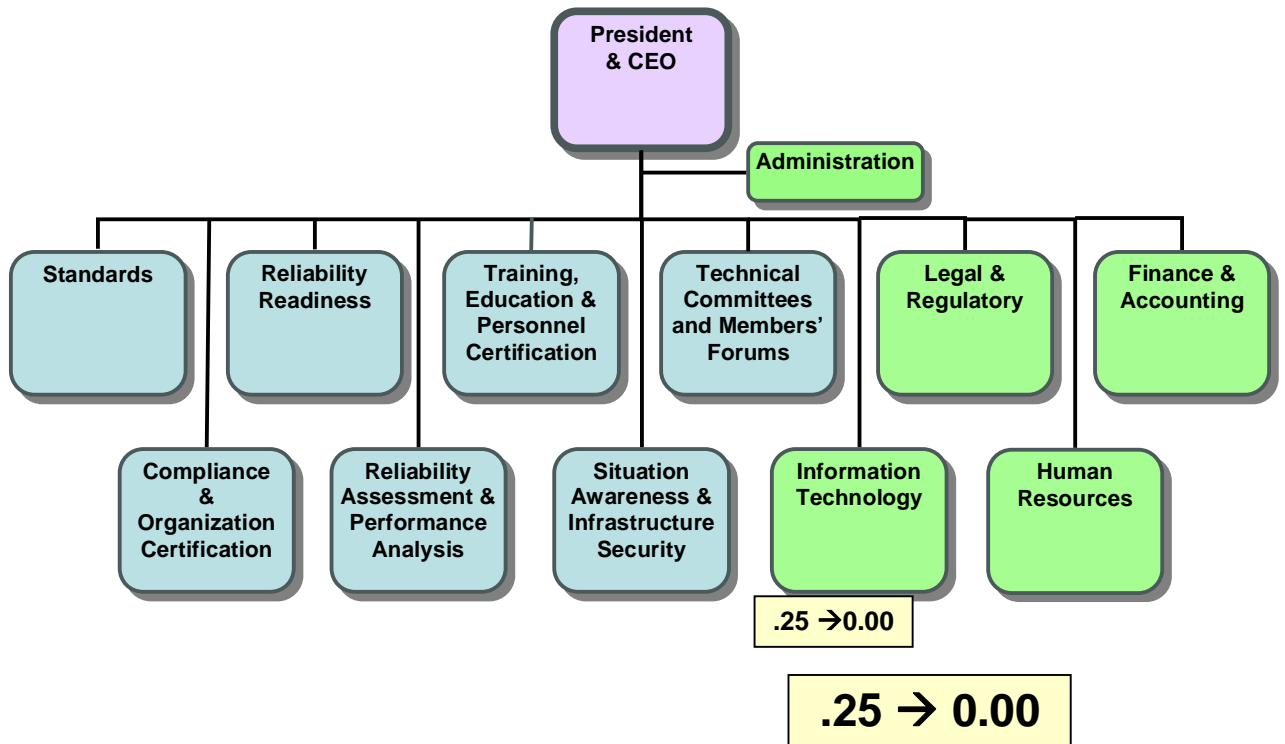 President
& CEO
Administration
Standards
Reliability
Readiness
Training,
Education &
Personnel
Certification
Technical
Committees
and Members’
Forums
Legal &
Regulatory
Finance &
Accounting
Compliance
&
Organization
Certification
Reliability
Assessment &
Performance
Analysis
Situation
Awareness &
Infrastructure
Security
Information
Technology
Human
Resources
.25 →0.00
.25 → 0.00